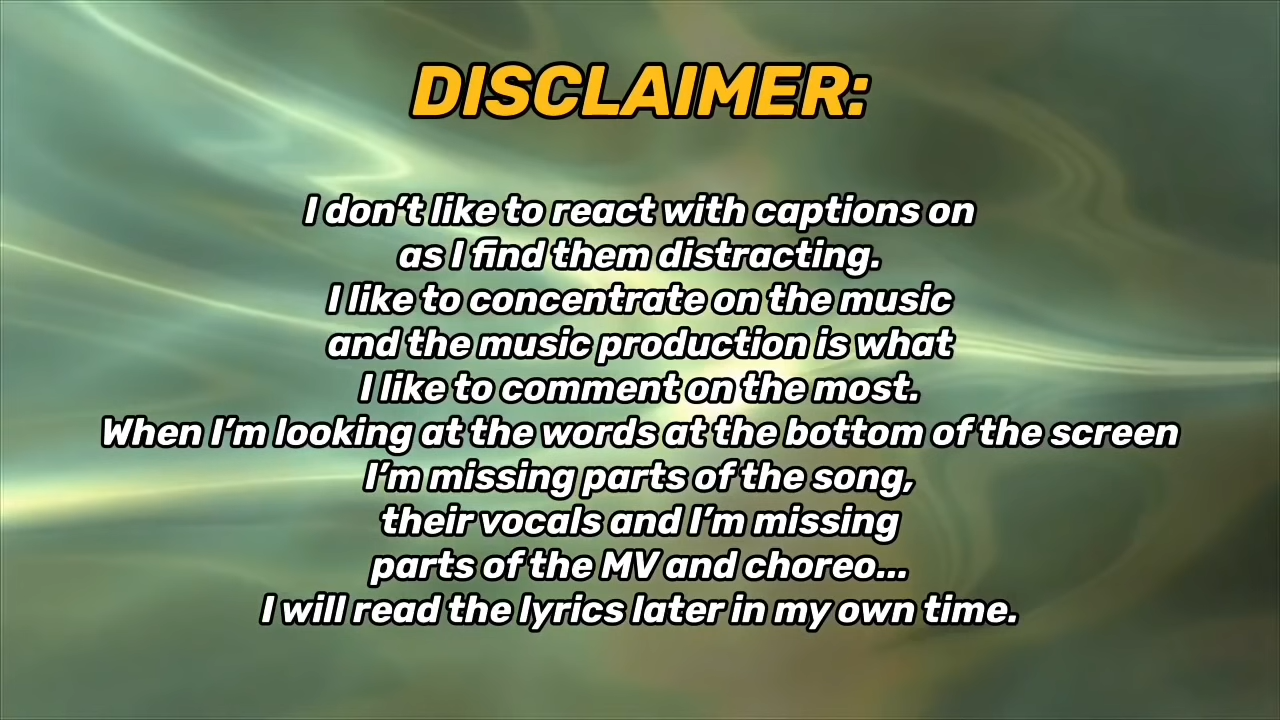 DISCLAIMER:
I don't like to react with captions on
as I find them distracting.
I like to concentrate on the music
and the music production is what
I like to comment on the most.
When I'm looking at the words at the bottom of the screen
I'm missing parts of the song,
their vocals and I'm missing
parts of the MV and choreo...
I will read the lyrics later in my own time.